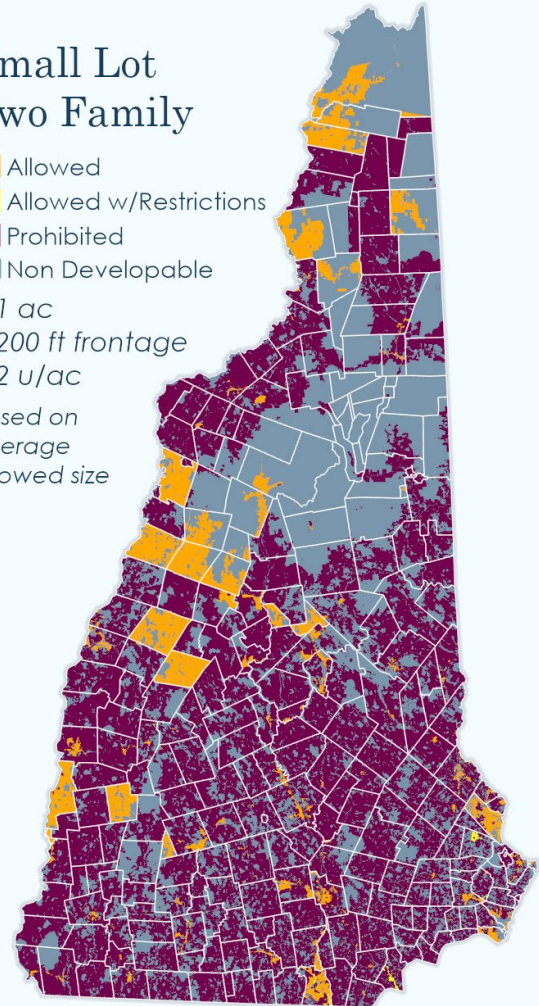 mall Lot
wo Family
Allowed
Allowed w/Restrictions
Prohibited
Non Developable
1 ac
200 ft frontage
2 u/ac
sed on
erage
owed size